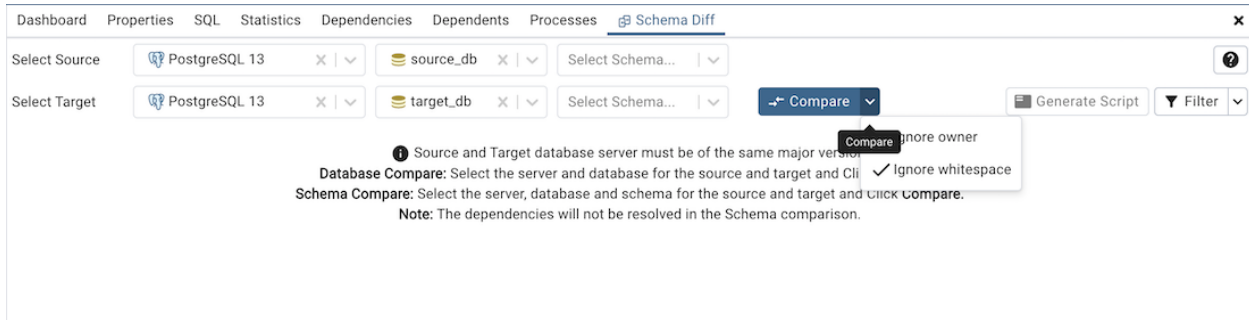 Dashboard Properties SQL Statistics Dependencies Dependents Processes Schema Diff
Select Source PostgreSQL 13 source_db Select Schema...
Select Target PostgreSQL 13 target_db Select Schema... Compare Generate Script Filter
Compare
owner
Ignore whitespace
Source and Target database server must be of the same major
Database Compare: Select the server and database for the source and target and
Schema Compare: Select the server, database and schema for the source and target and Click Compare.
Note: The dependencies will not be resolved in the Schema comparison.